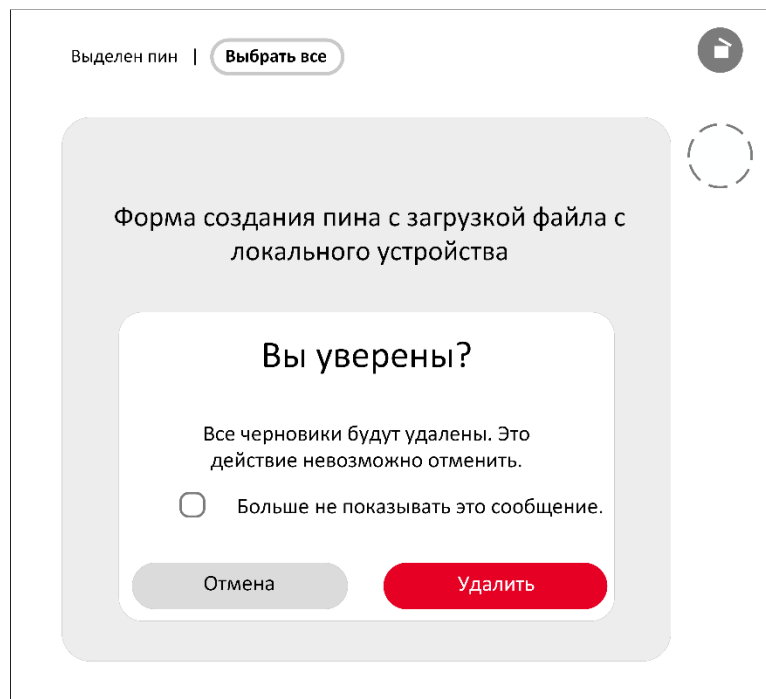 Выделен пин | Выбрать все
Форма создания пина с загрузкой файла с
локального устройства
Вы уверены?
Все черновики будут удалены. Это
действие невозможно отменить.
Больше не показывать это сообщение.
Отмена Удалить